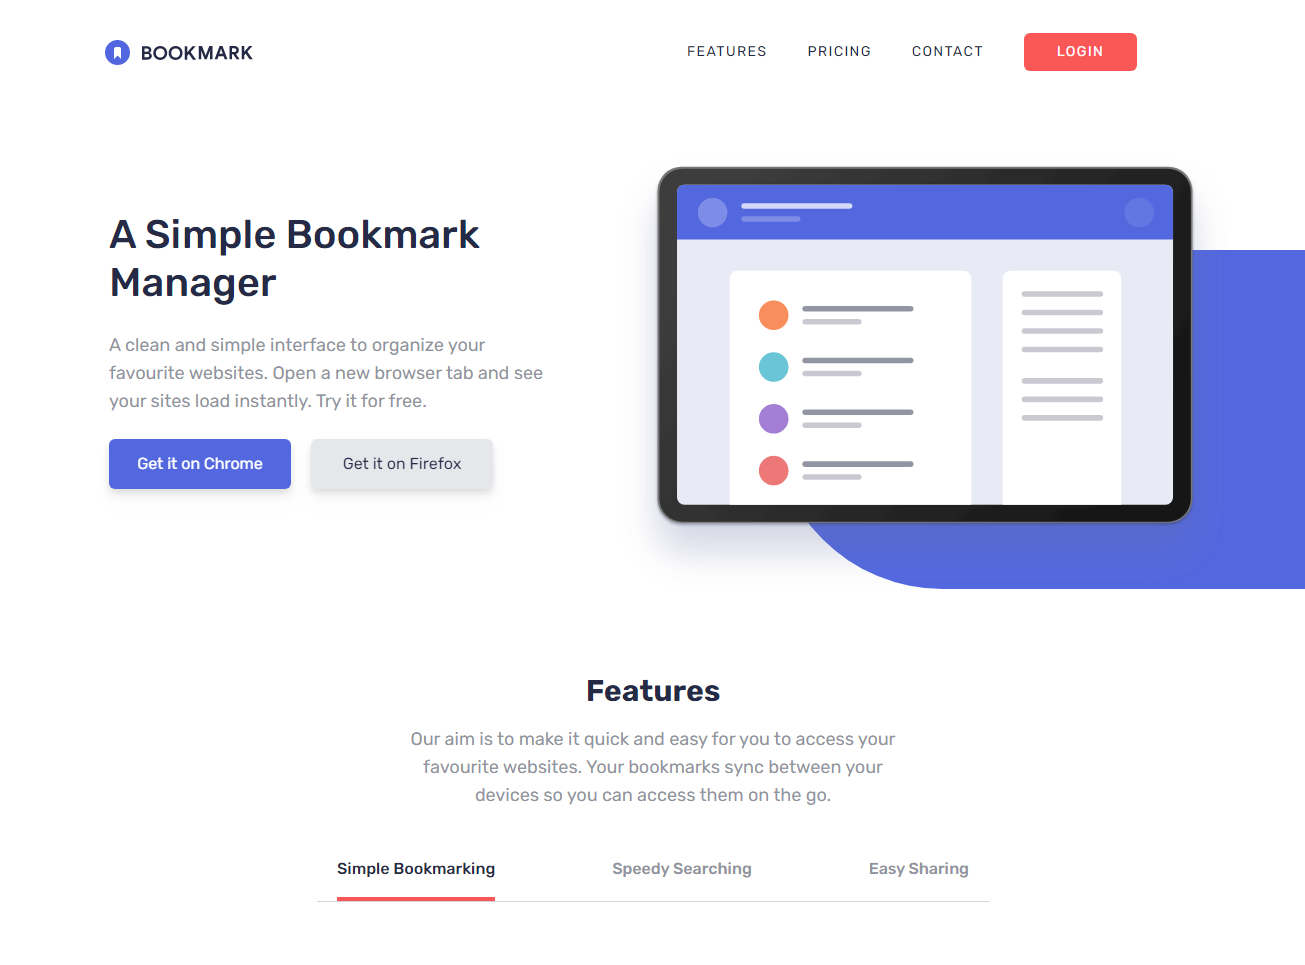 BOOKMARK
FEATURES PRICING CONTACT LOGIN
A Simple Bookmark
Manager
A clean and simple interface to organize your
favourite websites. Open a new browser tab and see
your sites load instantly. Try it for free.
Get it on Chrome Get it on Firefox
Features
Our aim is to make it quick and easy for you to access your
favourite websites. Your bookmarks sync between your
devices so you can access them on the go.
Simple Bookmarking Speedy Searching Easy Sharing